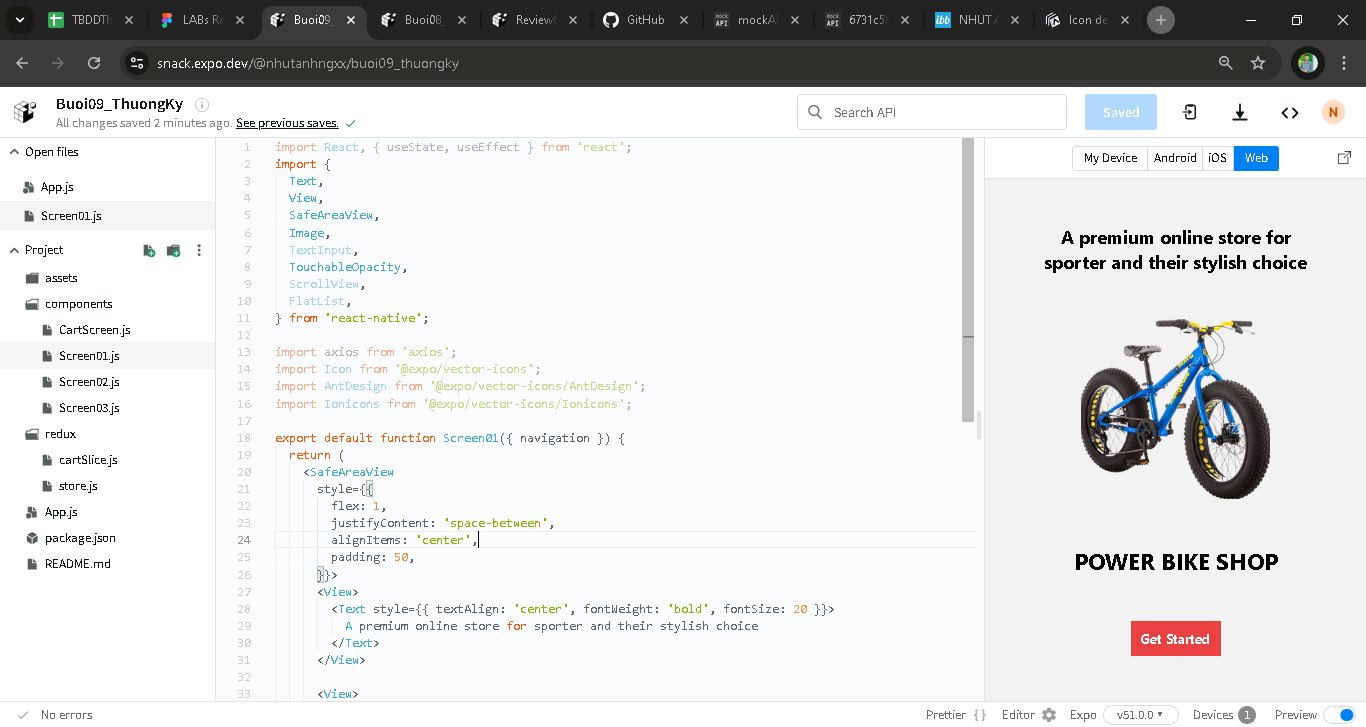 TBDDTh
LABs Re
Buoi09_
Buoi08_
Review
GitHub
mockA
6731c5
NHUT A
Icon de
snack.expo.dev/@nhutanhngxx/buoi09_thuongky
Buoi09_ThuongKy
All changes saved 2 minutes ago. See previous saves.
Search API
Saved
N
Open files
App.js
Screen01.js
Project
assets
components
CartScreen.js
Screen01.js
Screen02.js
Screen03.js
redux
cartSlice.js
store.js
App.js
package.json
README.md
1 import React, { useState, useEffect } from 'react';
2 import {
3 Text,
4 View,
5 SafeAreaView,
6 Image,
7 TextInput,
8 TouchableOpacity,
9 ScrollView,
10 FlatList,
11 } from 'react-native';
12
13 import axios from 'axios';
14 import Icon from '@expo/vector-icons';
15 import AntDesign from '@expo/vector-icons/AntDesign';
16 import Ionicons from '@expo/vector-icons/Ionicons';
17
18 export default function Screen01({ navigation }) {
19 return (
20 <SafeAreaView
21 style={{
22 flex: 1,
23 justifyContent: 'space-between',
24 alignItems: 'center',
25 padding: 50,
26 }}>
27 <View>
28 <Text style={{ textAlign: 'center', fontWeight: 'bold', fontSize: 20 }}>
29 A premium online store for sporter and their stylish choice
30 </Text>
31 </View>
32
33 <View>
My Device
Android
iOS
Web
A premium online store for
sporter and their stylish choice
POWER BIKE SHOP
Get Started
No errors
Prettier {}
Editor
Expo
v51.0.0
Devices 1
Preview